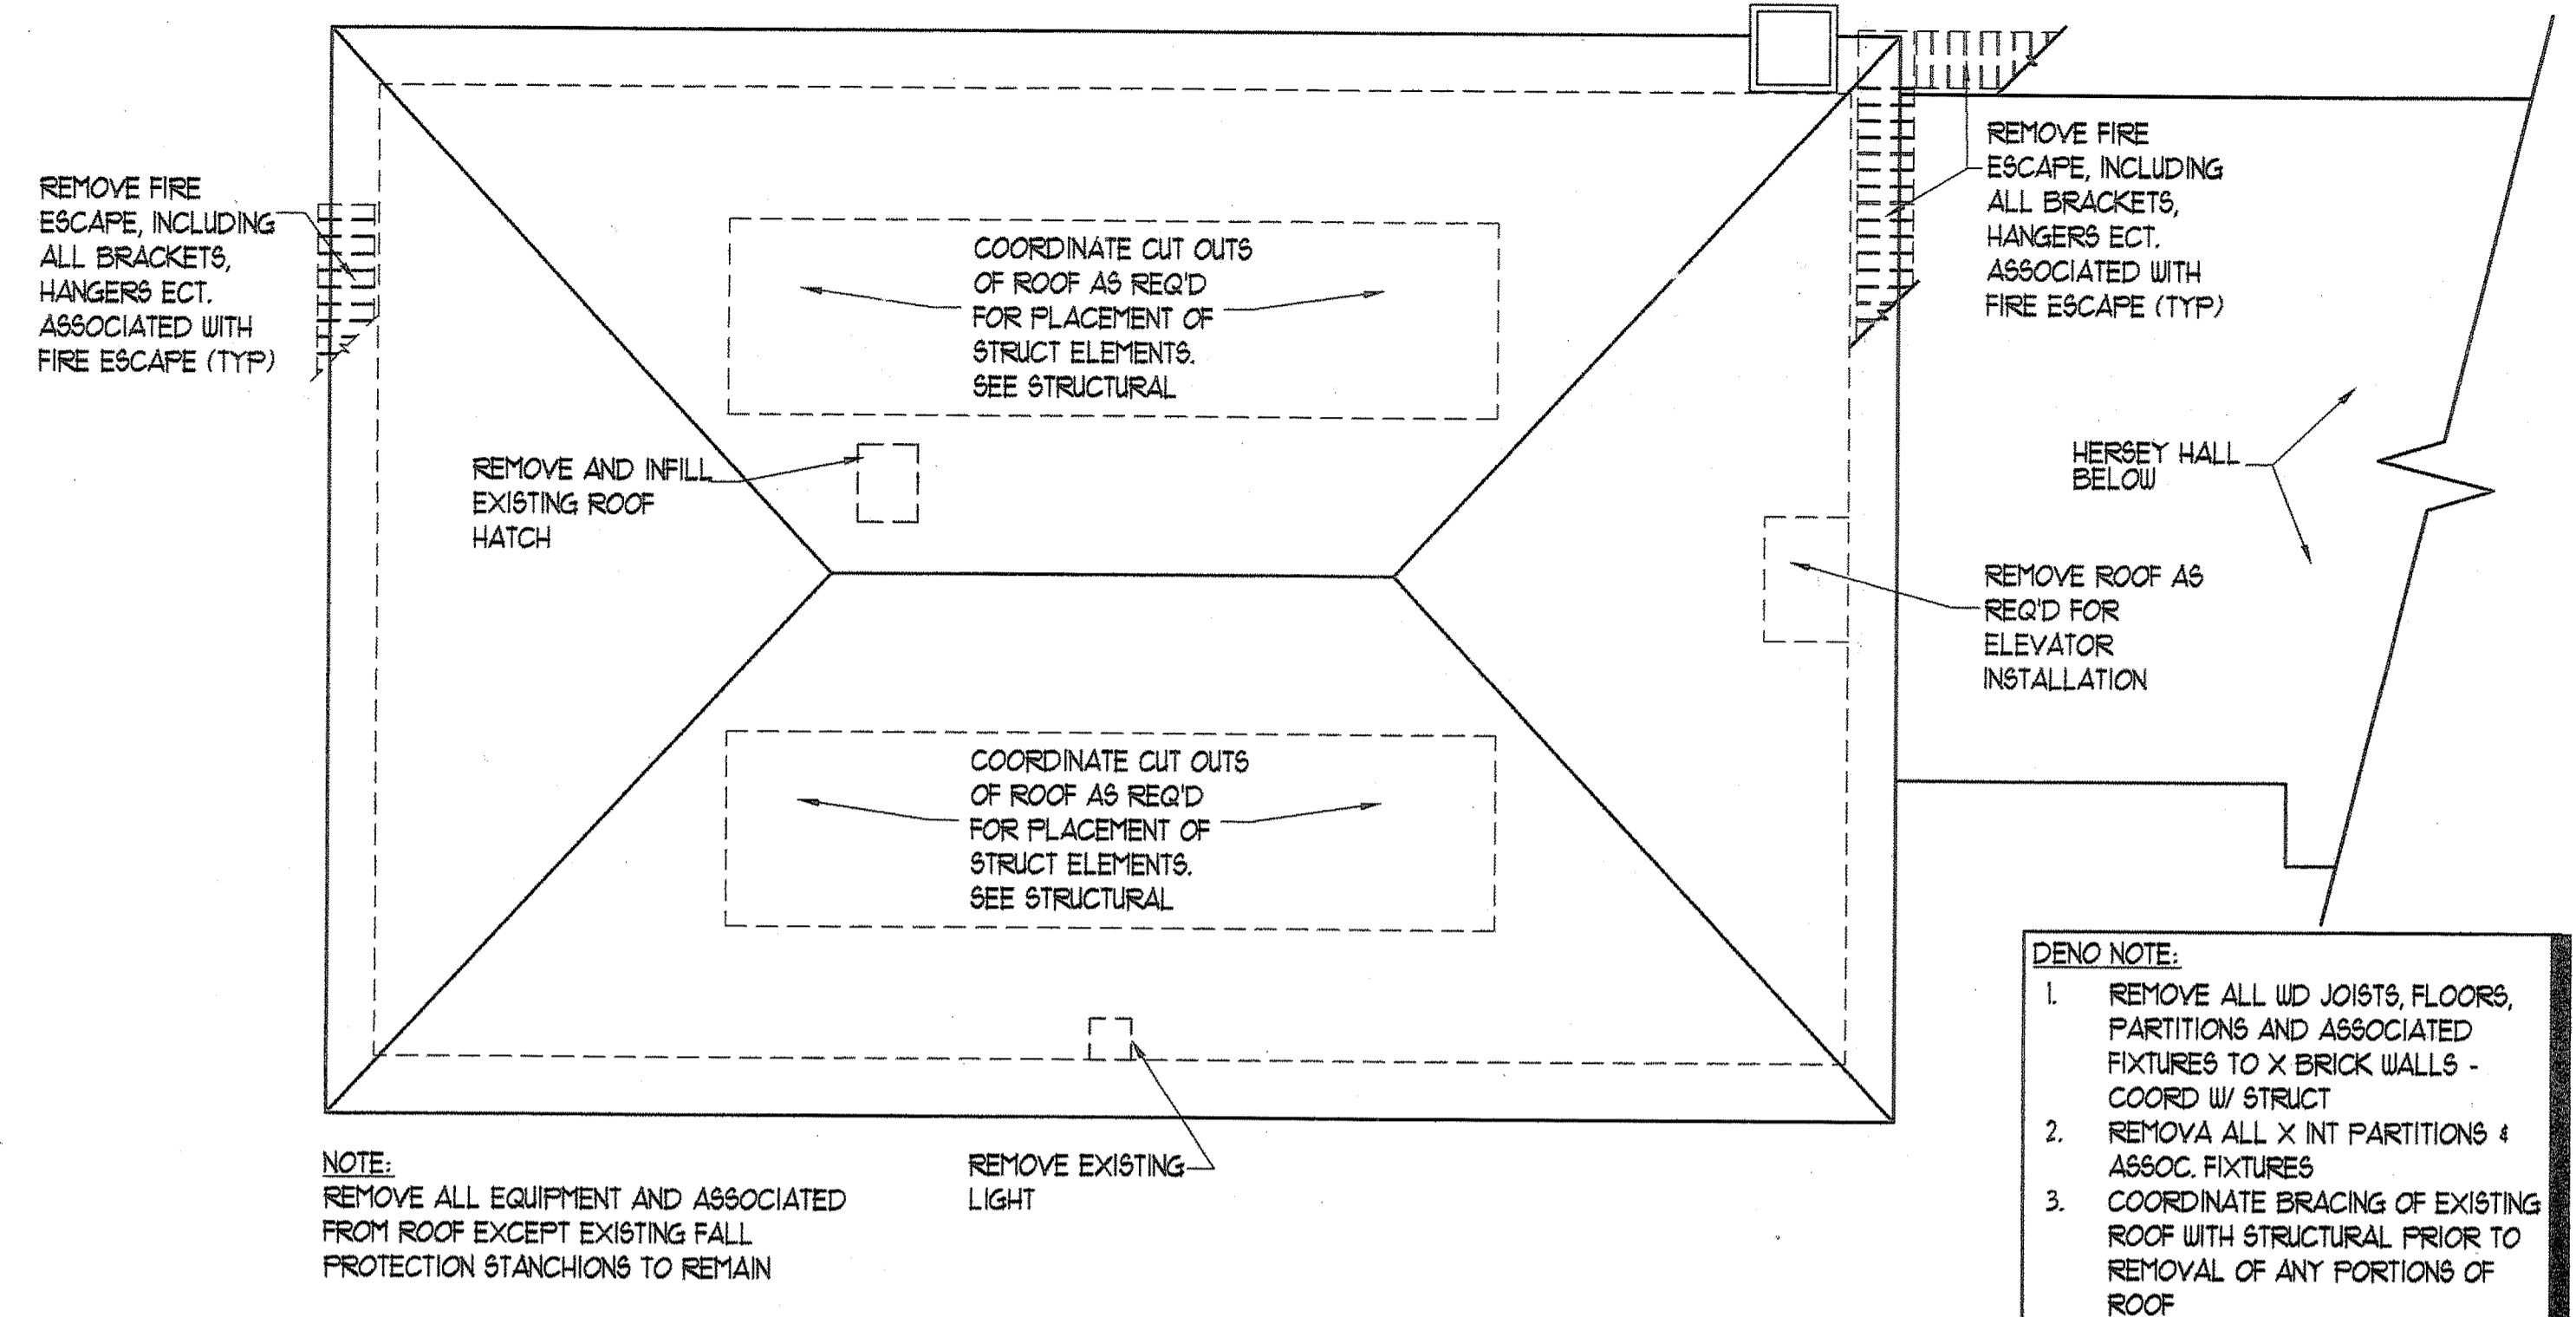 REMOVE FIRE
ESCAPE, INCLUDING
ALL BRACKETS,
HANGERS ECT.
ASSOCIATED WITH
FIRE ESCAPE (TYP)
COORDINATE CUT OUTS
OF ROOF AS REQ'D
FOR PLACEMENT OF
STRUCT ELEMENTS.
SEE STRUCTURAL
REMOVE FIRE
ESCAPE, INCLUDING
ALL BRACKETS,
HANGERS ECT.
ASSOCIATED WITH
FIRE ESCAPE (TYP)
REMOVE AND INFILL
EXISTING ROOF
HATCH
HERSEY HALL
BELOW
REMOVE ROOF AS
REQ'D FOR
ELEVATOR
INSTALLATION
COORDINATE CUT OUTS
OF ROOF AS REQ'D
FOR PLACEMENT OF
STRUCT ELEMENTS.
SEE STRUCTURAL
NOTE:
REMOVE ALL EQUIPMENT AND ASSOCIATED
FROM ROOF EXCEPT EXISTING FALL
PROTECTION STANCHIONS TO REMAIN
REMOVE EXISTING
LIGHT
DENO NOTE:
1. REMOVE ALL WD JOISTS, FLOORS,
PARTITIONS AND ASSOCIATED
FIXTURES TO X BRICK WALLS -
COORD W/ STRUCT
2. REMOVA ALL X INT PARTITIONS &
ASSOC. FIXTURES
3. COORDINATE BRACING OF EXISTING
ROOF WITH STRUCTURAL PRIOR TO
REMOVAL OF ANY PORTIONS OF
ROOF